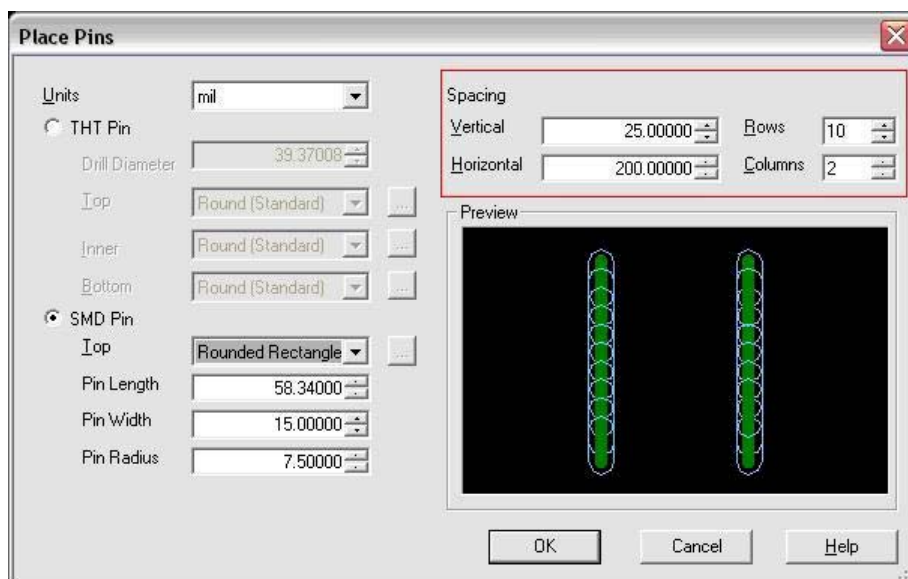 Place Pins
Units mil
THT Pin
Drill Diameter 39.37008
Top Round (Standard) ...
Inner Round (Standard) ...
Bottom Round (Standard) ...
SMD Pin
Top Rounded Rectangle ...
Pin Length 58.34000
Pin Width 15.00000
Pin Radius 7.50000
Spacing
Vertical 25.00000 Rows 10
Horizontal 200.00000 Columns 2
Preview
OK Cancel Help